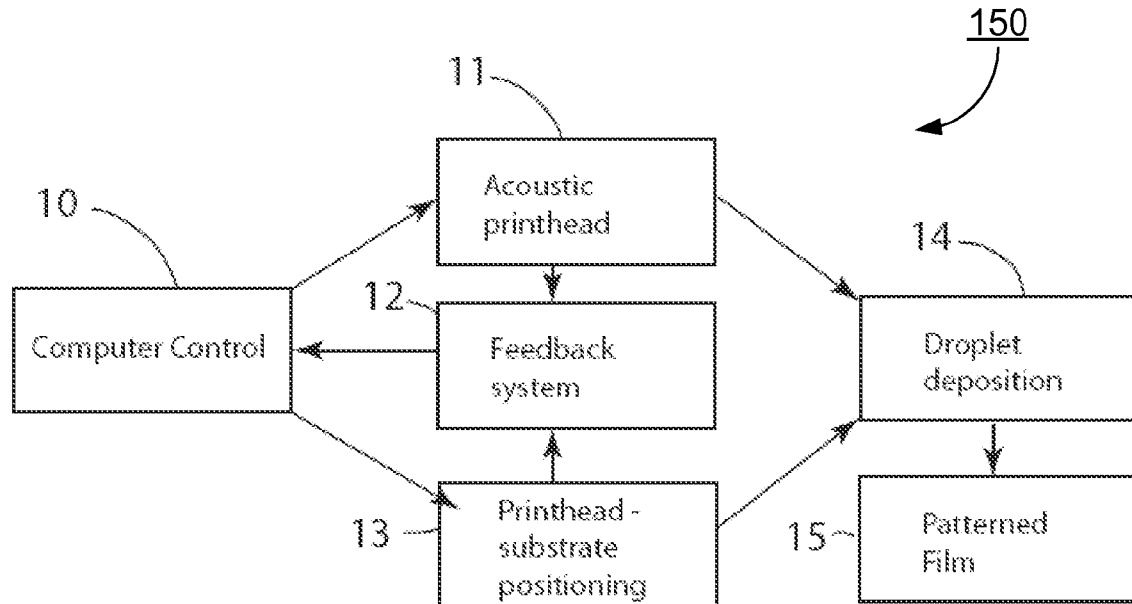 150
11
Acoustic
printhead
10
Computer Control
12
Feedback
system
14
Droplet
deposition
13
Printhead -
substrate
positioning
15
Patterned
Film